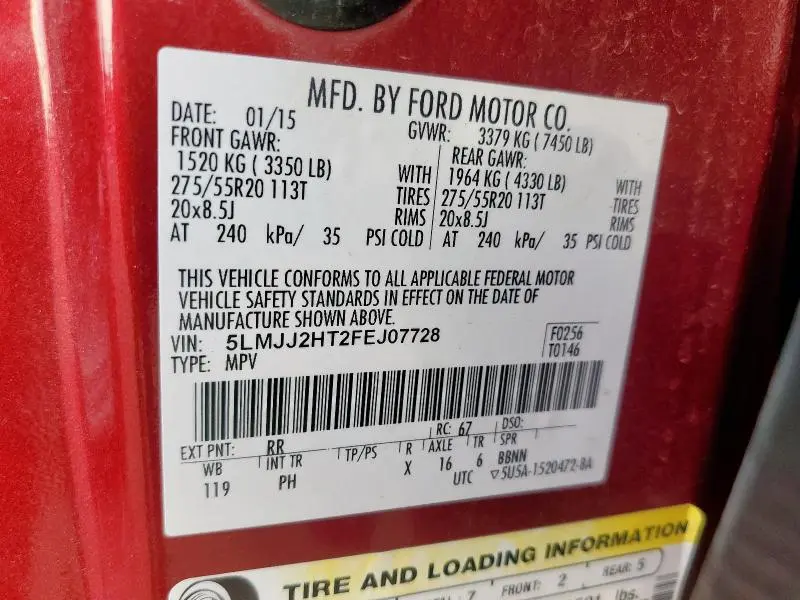 MFD. BY FORD MOTOR CO.
DATE: 01/15 GVWR: 3379 KG ( 7450 LB)
FRONT GAWR: REAR GAWR:
1520 KG ( 3350 LB) WITH 1964 KG ( 4330 LB) WITH
275/55R20 113T TIRES 275/55R20 113T TIRES
20x8.5J RIMS 20x8.5J RIMS
AT 240 kPa/ 35 PSI COLD AT 240 kPa/ 35 PSI COLD
THIS VEHICLE CONFORMS TO ALL APPLICABLE FEDERAL MOTOR
VEHICLE SAFETY STANDARDS IN EFFECT ON THE DATE OF
MANUFACTURE SHOWN ABOVE.
VIN: 5LMJJ2HT2FEJ07728 F0256
TYPE: MPV T0146
EXT PNT: RR RC: 67 DSO:
WB INT TR TP/PS R AXLE TR SPR
119 PH X 16 6 BBNN
UTC 5U5A-1520472-BA
TIRE AND LOADING INFORMATION
7 FRONT: 2 REAR: 5
lbs.